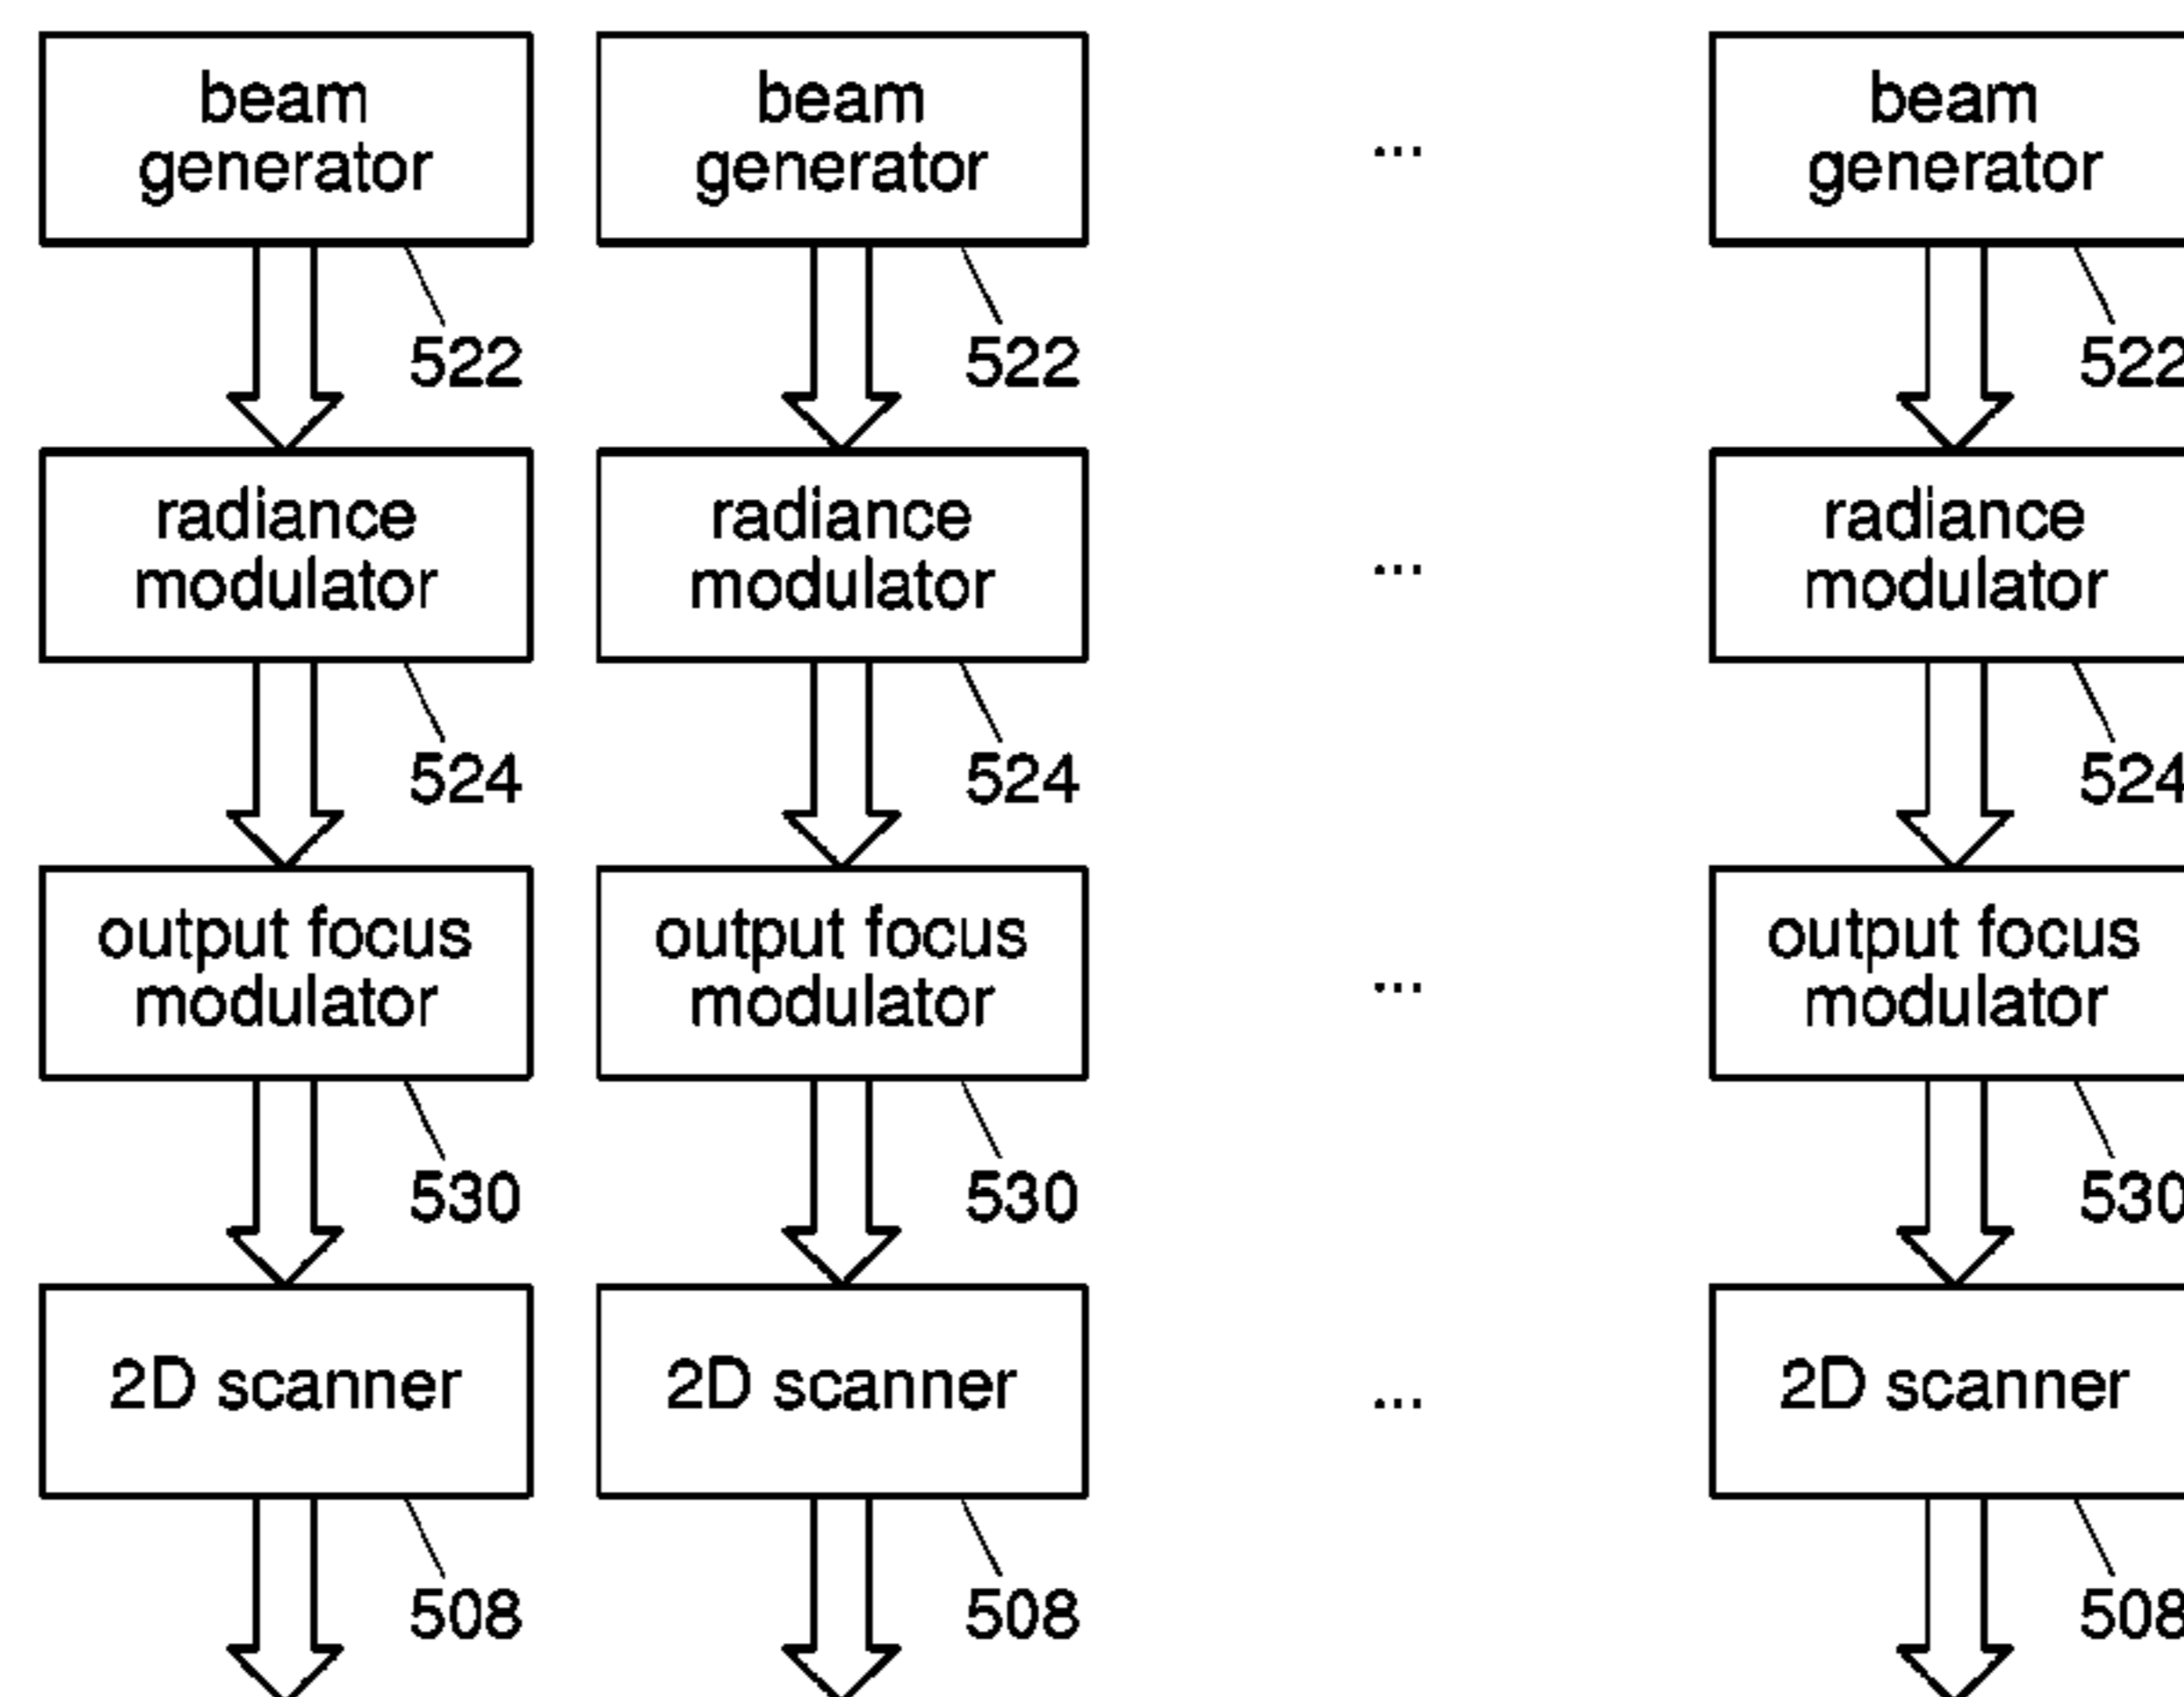 beam
generator
beam
generator
...
beam
generator
522
522
522
radiance
modulator
radiance
modulator
...
radiance
modulator
524
524
524
output focus
modulator
output focus
modulator
...
output focus
modulator
530
530
530
2D scanner
2D scanner
...
2D scanner
508
508
508